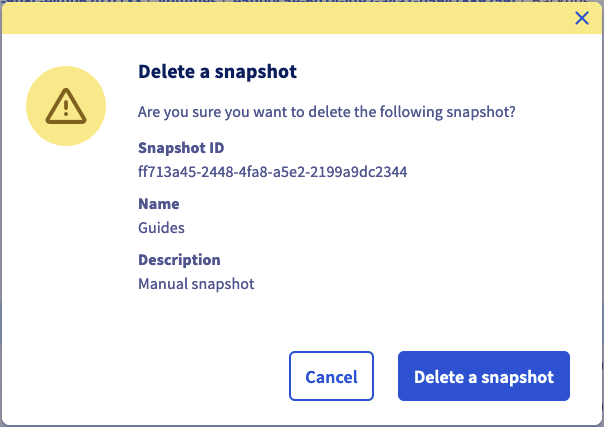 Delete a snapshot
Are you sure you want to delete the following snapshot?
Snapshot ID
ff713a45-2448-4fa8-a5e2-2199a9dc2344
Name
Guides
Description
Manual snapshot
Cancel
Delete a snapshot